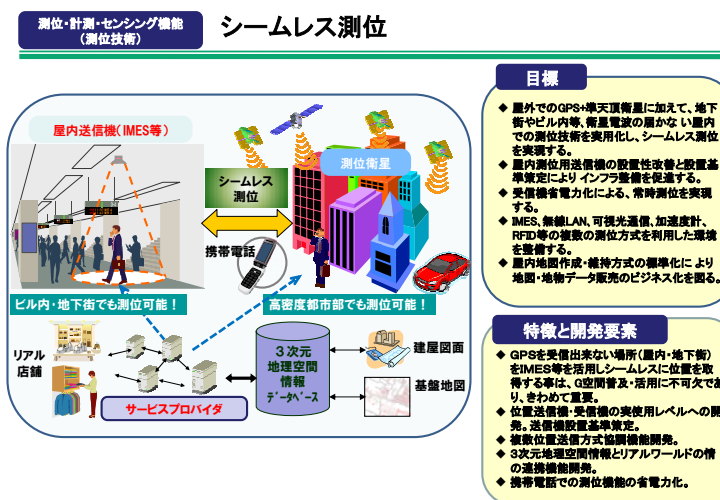 測位・計測・センシング機能
（測位技術）
シームレス測位
屋内送信機（IMES等）
測位衛星
シームレス
測位
携帯電話
ビル内・地下街でも測位可能！
高密度都市部でも測位可能！
リアル
店舗
サービスプロバイダ
３次元
地理空間
情報
ﾃﾞｰﾀﾍﾞｰｽ
建屋図面
基盤地図
目標
◆ 屋外でのGPS+準天頂衛星に加えて、地下
街やビル内等、衛星電波の届かない屋内
での測位技術を実用化し、シームレス測位
を実現する。
◆ 屋内測位用送信機の設置性改善と設置基
準策定によりインフラ整備を促進する。
◆ 受信機省電力化による、常時測位を実現
する。
◆ IMES、無線LAN、可視光通信、加速度計、
RFID等の複数の測位方式を利用した環境
を整備する。
◆ 屋内地図作成・維持方式の標準化により
地図・地物データ販売のビジネス化を図る。
特徴と開発要素
◆ GPSを受信出来ない場所（屋内・地下街）
をIMES等を活用しシームレスに位置を取
得する事は、G空間普及・活用に不可欠であ
り、きわめて重要。
◆ 位置送信機・受信機の実使用レベルへの開
発。送信機設置基準策定。
◆ 複数位置送信方式協調機能開発。
◆ ３次元地理空間情報とリアルワールドの情
の連携機能開発。
◆ 携帯電話での測位機能の省電力化。